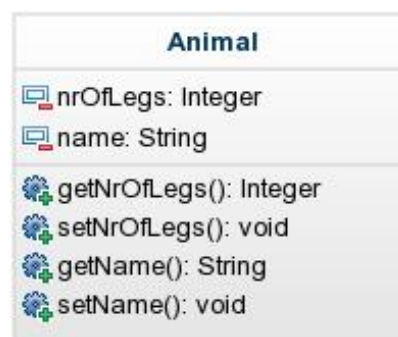 Animal
nrOfLegs: Integer
name: String
getNrOfLegs(): Integer
setNrOfLegs(): void
getName(): String
setName(): void